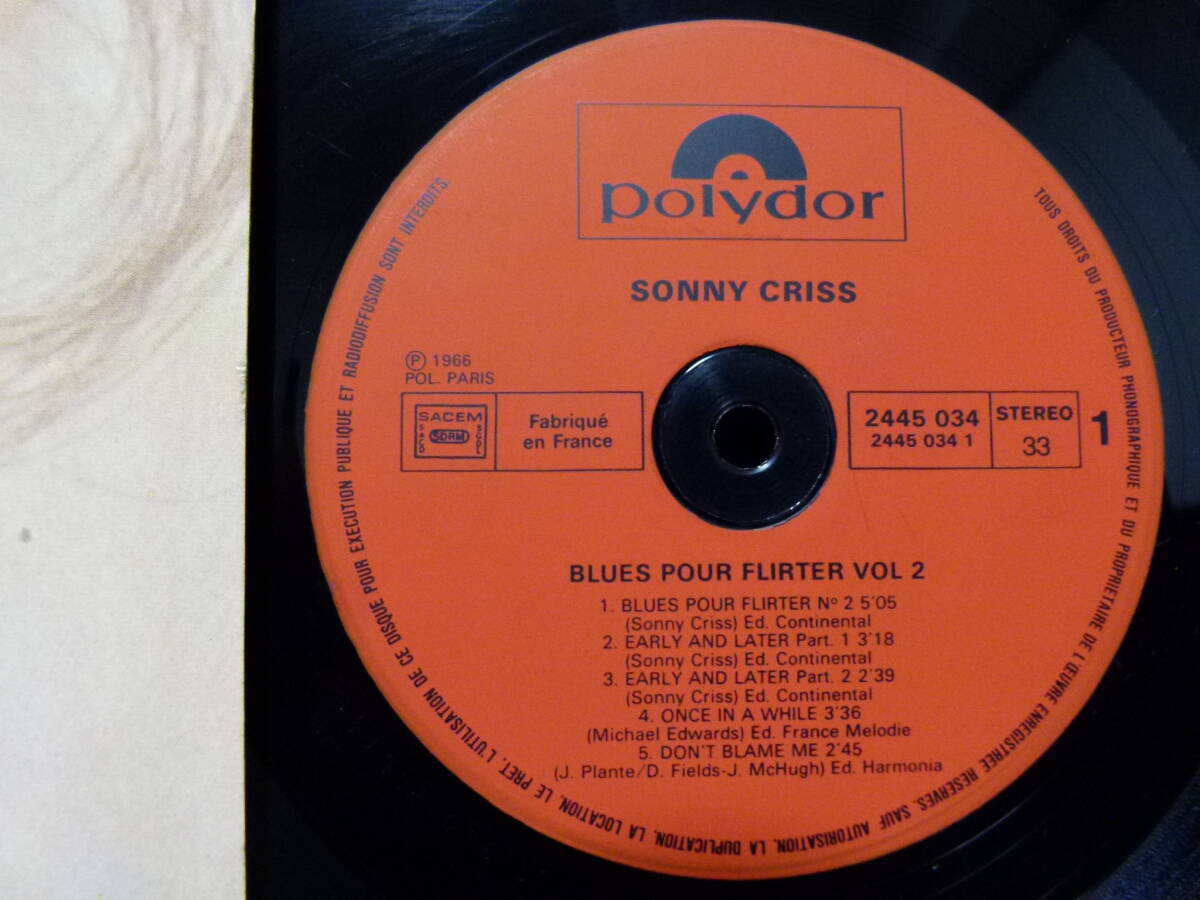 polydor
SONNY CRISS
Ⓟ 1966
POL. PARIS
SACEM
SACD
SDRM
SGDL
Fabriqué
en France
2445 034
2445 034 1
STEREO
33
1
BLUES POUR FLIRTER VOL 2
1. BLUES POUR FLIRTER Nº 2 5'05
(Sonny Criss) Ed. Continental
2. EARLY AND LATER Part. 1 3'18
(Sonny Criss) Ed. Continental
3. EARLY AND LATER Part. 2 2'39
(Sonny Criss) Ed. Continental
4. ONCE IN A WHILE 3'36
(Michael Edwards) Ed. France Melodie
5. DON'T BLAME ME 2'45
(J. Plante/D. Fields-J. McHugh) Ed. Harmonia
TOUS DROITS DU PRODUCTEUR PHONOGRAPHIQUE ET DU PROPRIETAIRE DE L'ŒUVRE ENREGISTREE RESERVES. SAUF AUTORISATION, LA DUPLICATION, LA LOCATION, LE PRET, L'UTILISATION DE CE DISQUE POUR EXECUTION PUBLIQUE ET RADIODIFFUSION SONT INTERDITS.